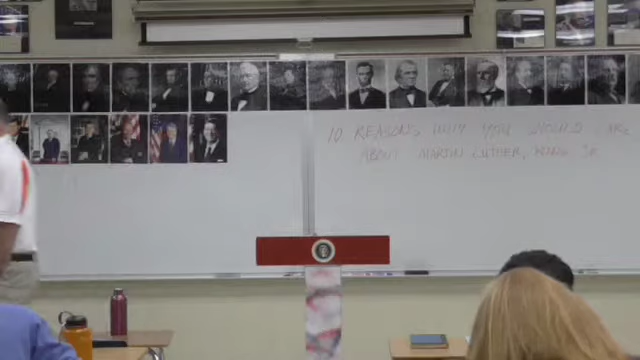 10 REASONS WHY YOU SHOULD CARE
ABOUT MARTIN LUTHER KING JR